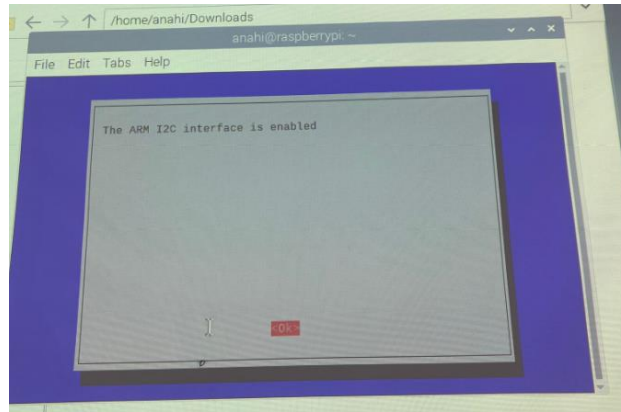 /home/anahi/Downloads
anahi@raspberrypi: ~
File Edit Tabs Help
The ARM I2C interface is enabled
<Ok>